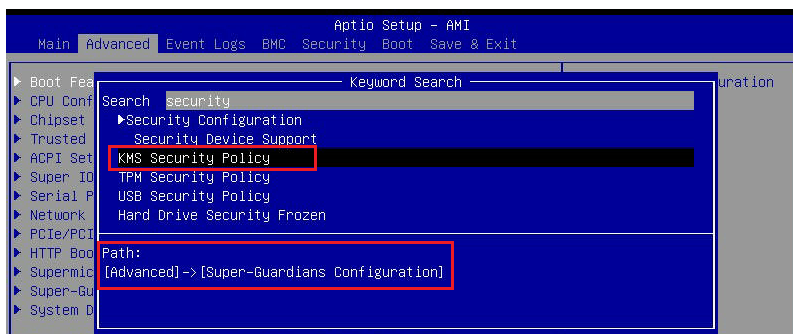 Aptio Setup - AMI
Main Advanced Event Logs BMC Security Boot Save & Exit
Keyword Search
Boot Fea
uration
CPU Conf
Search security
Chipset
Security Configuration
Trusted
Security Device Support
ACPI Set
KMS Security Policy
Super IO
TPM Security Policy
Serial P
USB Security Policy
Network
Hard Drive Security Frozen
PCIe/PCI
HTTP Boo
Path:
Supermic
[Advanced]->[Super-Guardians Configuration]
Super-Gu
System D